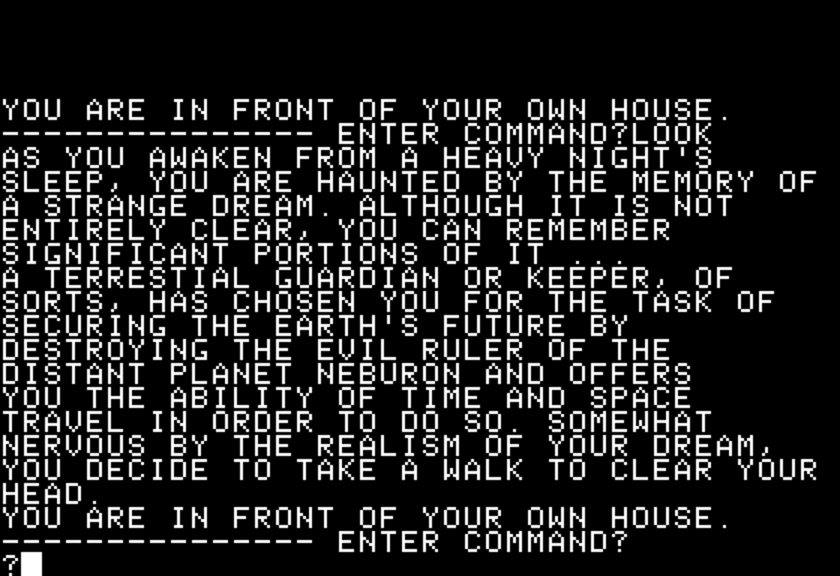 YOU ARE IN FRONT OF YOUR OWN HOUSE.
--------------- ENTER COMMAND?LOOK
AS YOU AWAKEN FROM A HEAVY NIGHT'S
SLEEP, YOU ARE HAUNTED BY THE MEMORY OF
A STRANGE DREAM. ALTHOUGH IT IS NOT
ENTIRELY CLEAR, YOU CAN REMEMBER
SIGNIFICANT PORTIONS OF IT ...
A TERRESTIAL GUARDIAN OR KEEPER, OF
SORTS, HAS CHOSEN YOU FOR THE TASK OF
SECURING THE EARTH'S FUTURE BY
DESTROYING THE EVIL RULER OF THE
DISTANT PLANET NEBURON AND OFFERS
YOU THE ABILITY OF TIME AND SPACE
TRAVEL IN ORDER TO DO SO. SOMEWHAT
NERVOUS BY THE REALISM OF YOUR DREAM,
YOU DECIDE TO TAKE A WALK TO CLEAR YOUR
HEAD.
YOU ARE IN FRONT OF YOUR OWN HOUSE.
--------------- ENTER COMMAND?
?